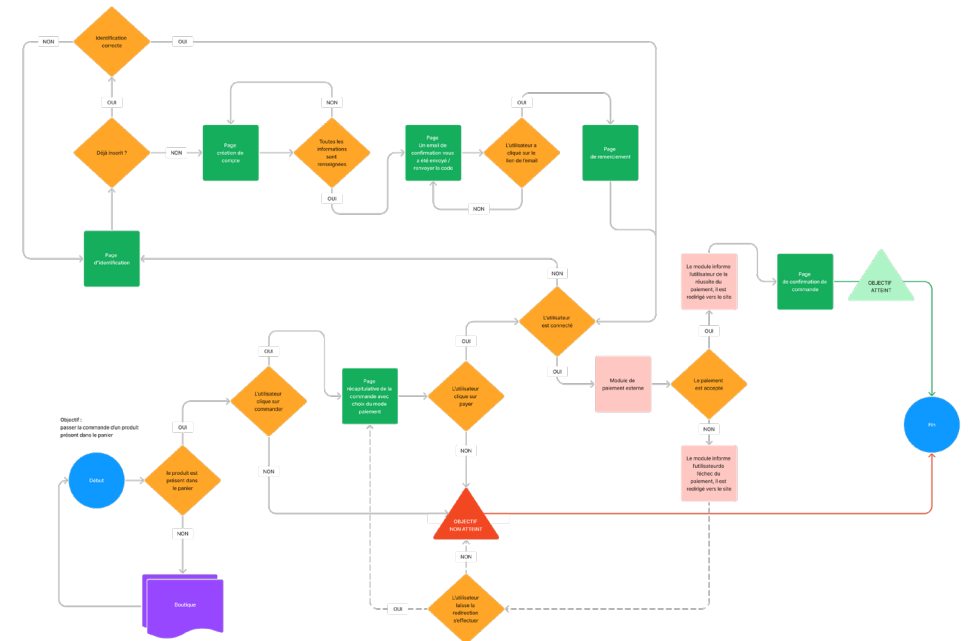 Identification
correcte
NON
OUI
OUI
Déjà inscrit ?
NON
Page
création de
compte
NON
Toutes les
informations
sont
renseignées
OUI
Page
Un email de
confirmation vous
a été envoyé /
renvoyer le code
OUI
L'utilisateur a
cliqué sur le
lien de l'email
NON
Page
de remerciement
Page
d'identification
NON
L'utilisateur
est connecté
OUI
Le module informe
l'utilisateur de la
réussite du
paiement, il est
redirigé vers le site
Page
de confirmation de
commande
OBJECTIF
ATTEINT
OUI
Module de
paiement externe
Le paiement
est accepté
NON
Le module informe
l'utilisateurde
l'échec du
paiement, il est
redirigé vers le site
Fin
OUI
L'utilisateur
clique sur
commander
NON
Page
récapitulative de la
commande avec
choix du mode
paiement
OUI
L'utilisateur
clique sur
payer
NON
Objectif :
passer la commande d'un produit
présent dans le panier
Début
OUI
le produit est
présent dans
le panier
NON
Boutique
OBJECTIF
NON ATTEINT
NON
L'utilisateur
laisse la
redirection
s'effectuer
OUI